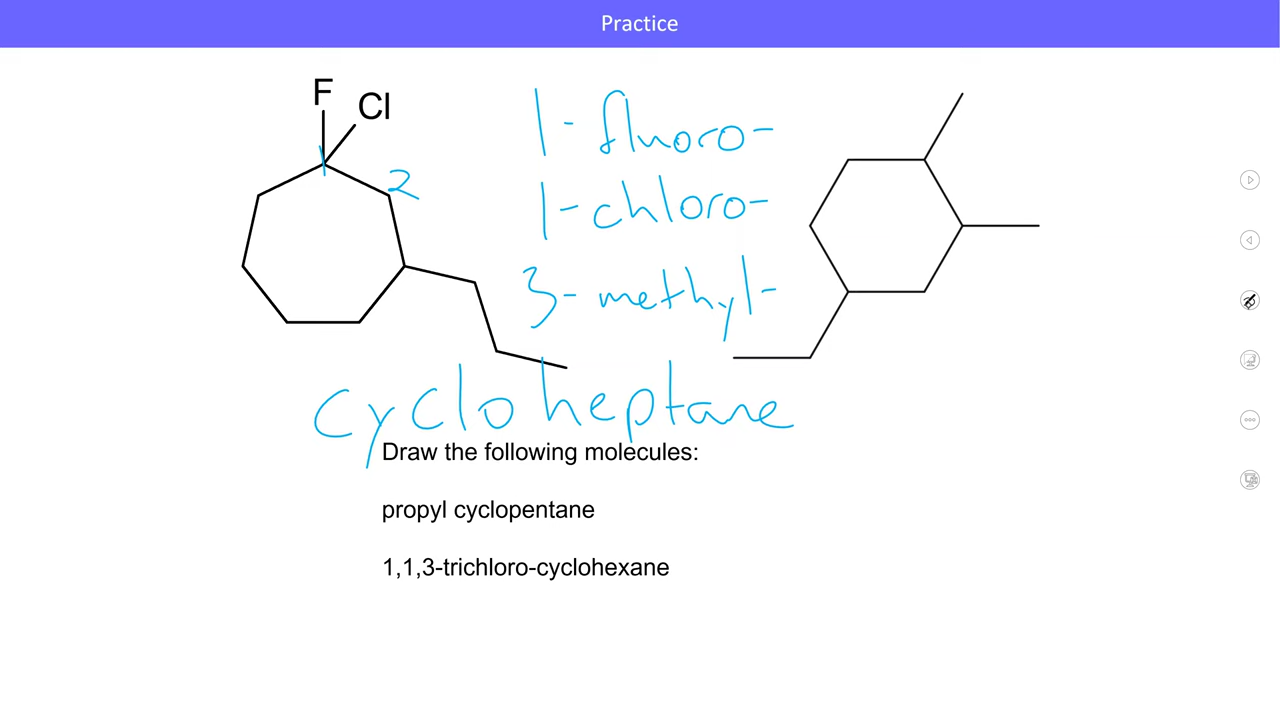 Practice
F
Cl
1
2
1-fluoro-
1-chloro-
3-methyl-
cycloheptane
Draw the following molecules:
propyl cyclopentane
1,1,3-trichloro-cyclohexane